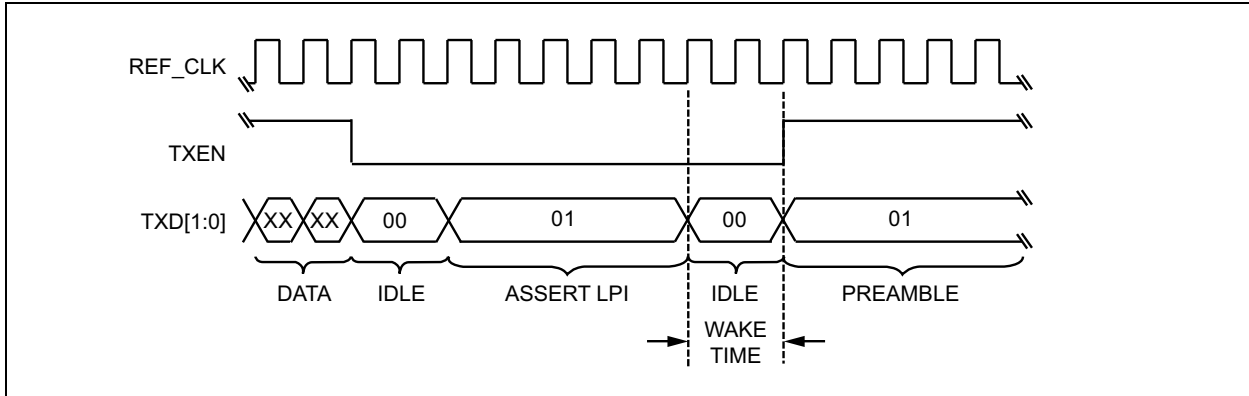 REF_CLK
TXEN
TXD[1:0]
XX XX 00 01 00 01
DATA IDLE ASSERT LPI IDLE PREAMBLE
WAKE
TIME